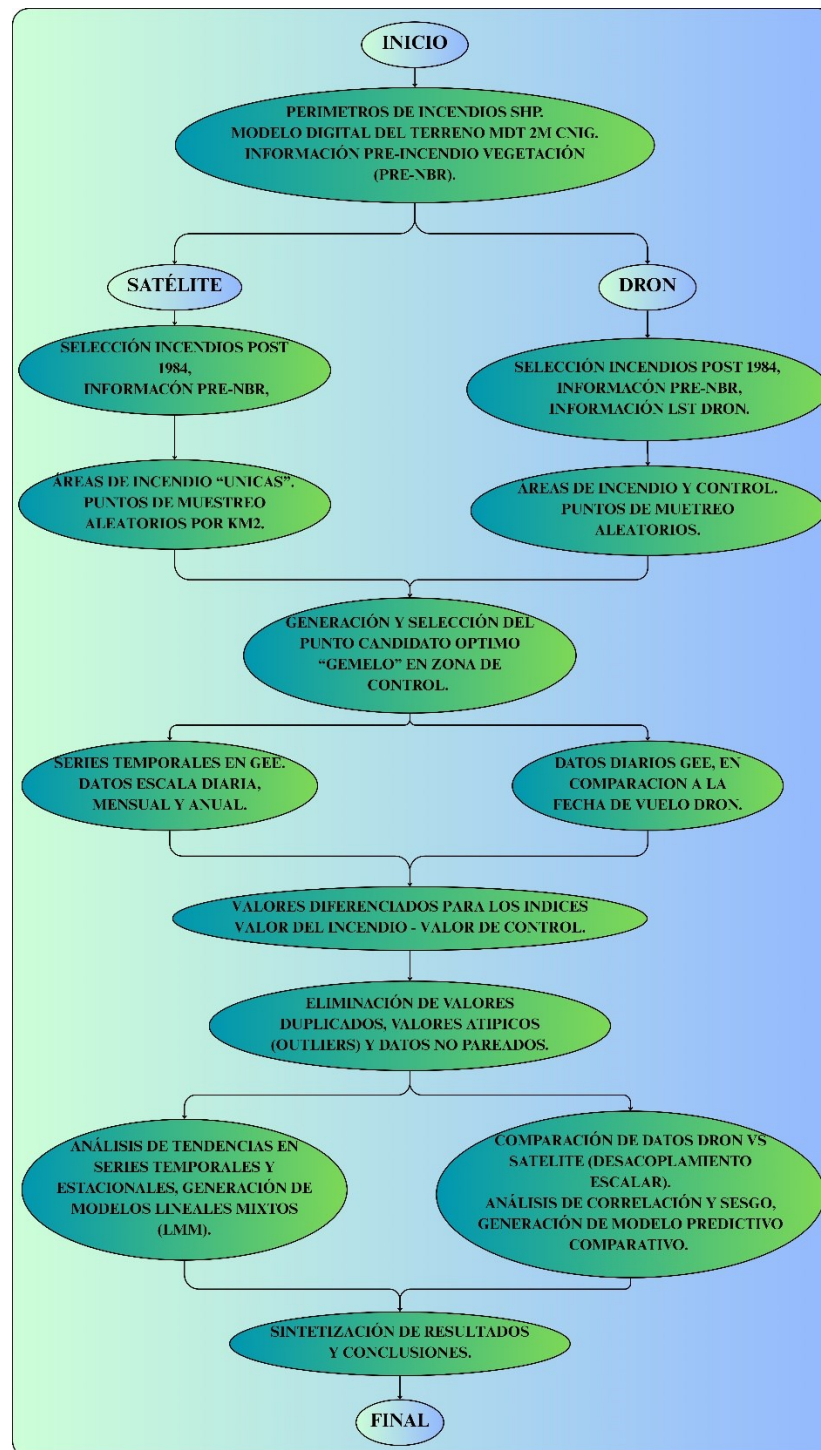 INICIO
PERIMETROS DE INCENDIOS SHP.
MODELO DIGITAL DEL TERRENO MDT 2M CNIG.
INFORMACIÓN PRE-INCENDIO VEGETACIÓN
(PRE-NBR).
SATÉLITE
SELECCIÓN INCENDIOS POST
1984,
INFORMACÓN PRE-NBR,
ÁREAS DE INCENDIO “UNICAS”.
PUNTOS DE MUESTREO
ALEATORIOS POR KM2.
DRON
SELECCIÓN INCENDIOS POST 1984,
INFORMACÓN PRE-NBR,
INFORMACIÓN LST DRON.
ÁREAS DE INCENDIO Y CONTROL.
PUNTOS DE MUETREO
ALEATORIOS.
GENERACIÓN Y SELECCIÓN DEL
PUNTO CANDIDATO OPTIMO
“GEMELO” EN ZONA DE
CONTROL.
SERIES TEMPORALES EN GEE.
DATOS ESCALA DIARIA,
MENSUAL Y ANUAL.
DATOS DIARIOS GEE, EN
COMPARACION A LA
FECHA DE VUELO DRON.
VALORES DIFERENCIADOS PARA LOS INDICES
VALOR DEL INCENDIO - VALOR DE CONTROL.
ELIMINACIÓN DE VALORES
DUPLICADOS, VALORES ATIPICOS
(OUTLIERS) Y DATOS NO PAREADOS.
ANÁLISIS DE TENDENCIAS EN
SERIES TEMPORALES Y
ESTACIONALES, GENERACIÓN DE
MODELOS LINEALES MIXTOS
(LMM).
COMPARACIÓN DE DATOS DRON VS
SATELITE (DESACOPLAMIENTO
ESCALAR).
ANÁLISIS DE CORRELACIÓN Y SESGO,
GENERACIÓN DE MODELO PREDICTIVO
COMPARATIVO.
SINTETIZACIÓN DE RESULTADOS
Y CONCLUSIONES.
FINAL